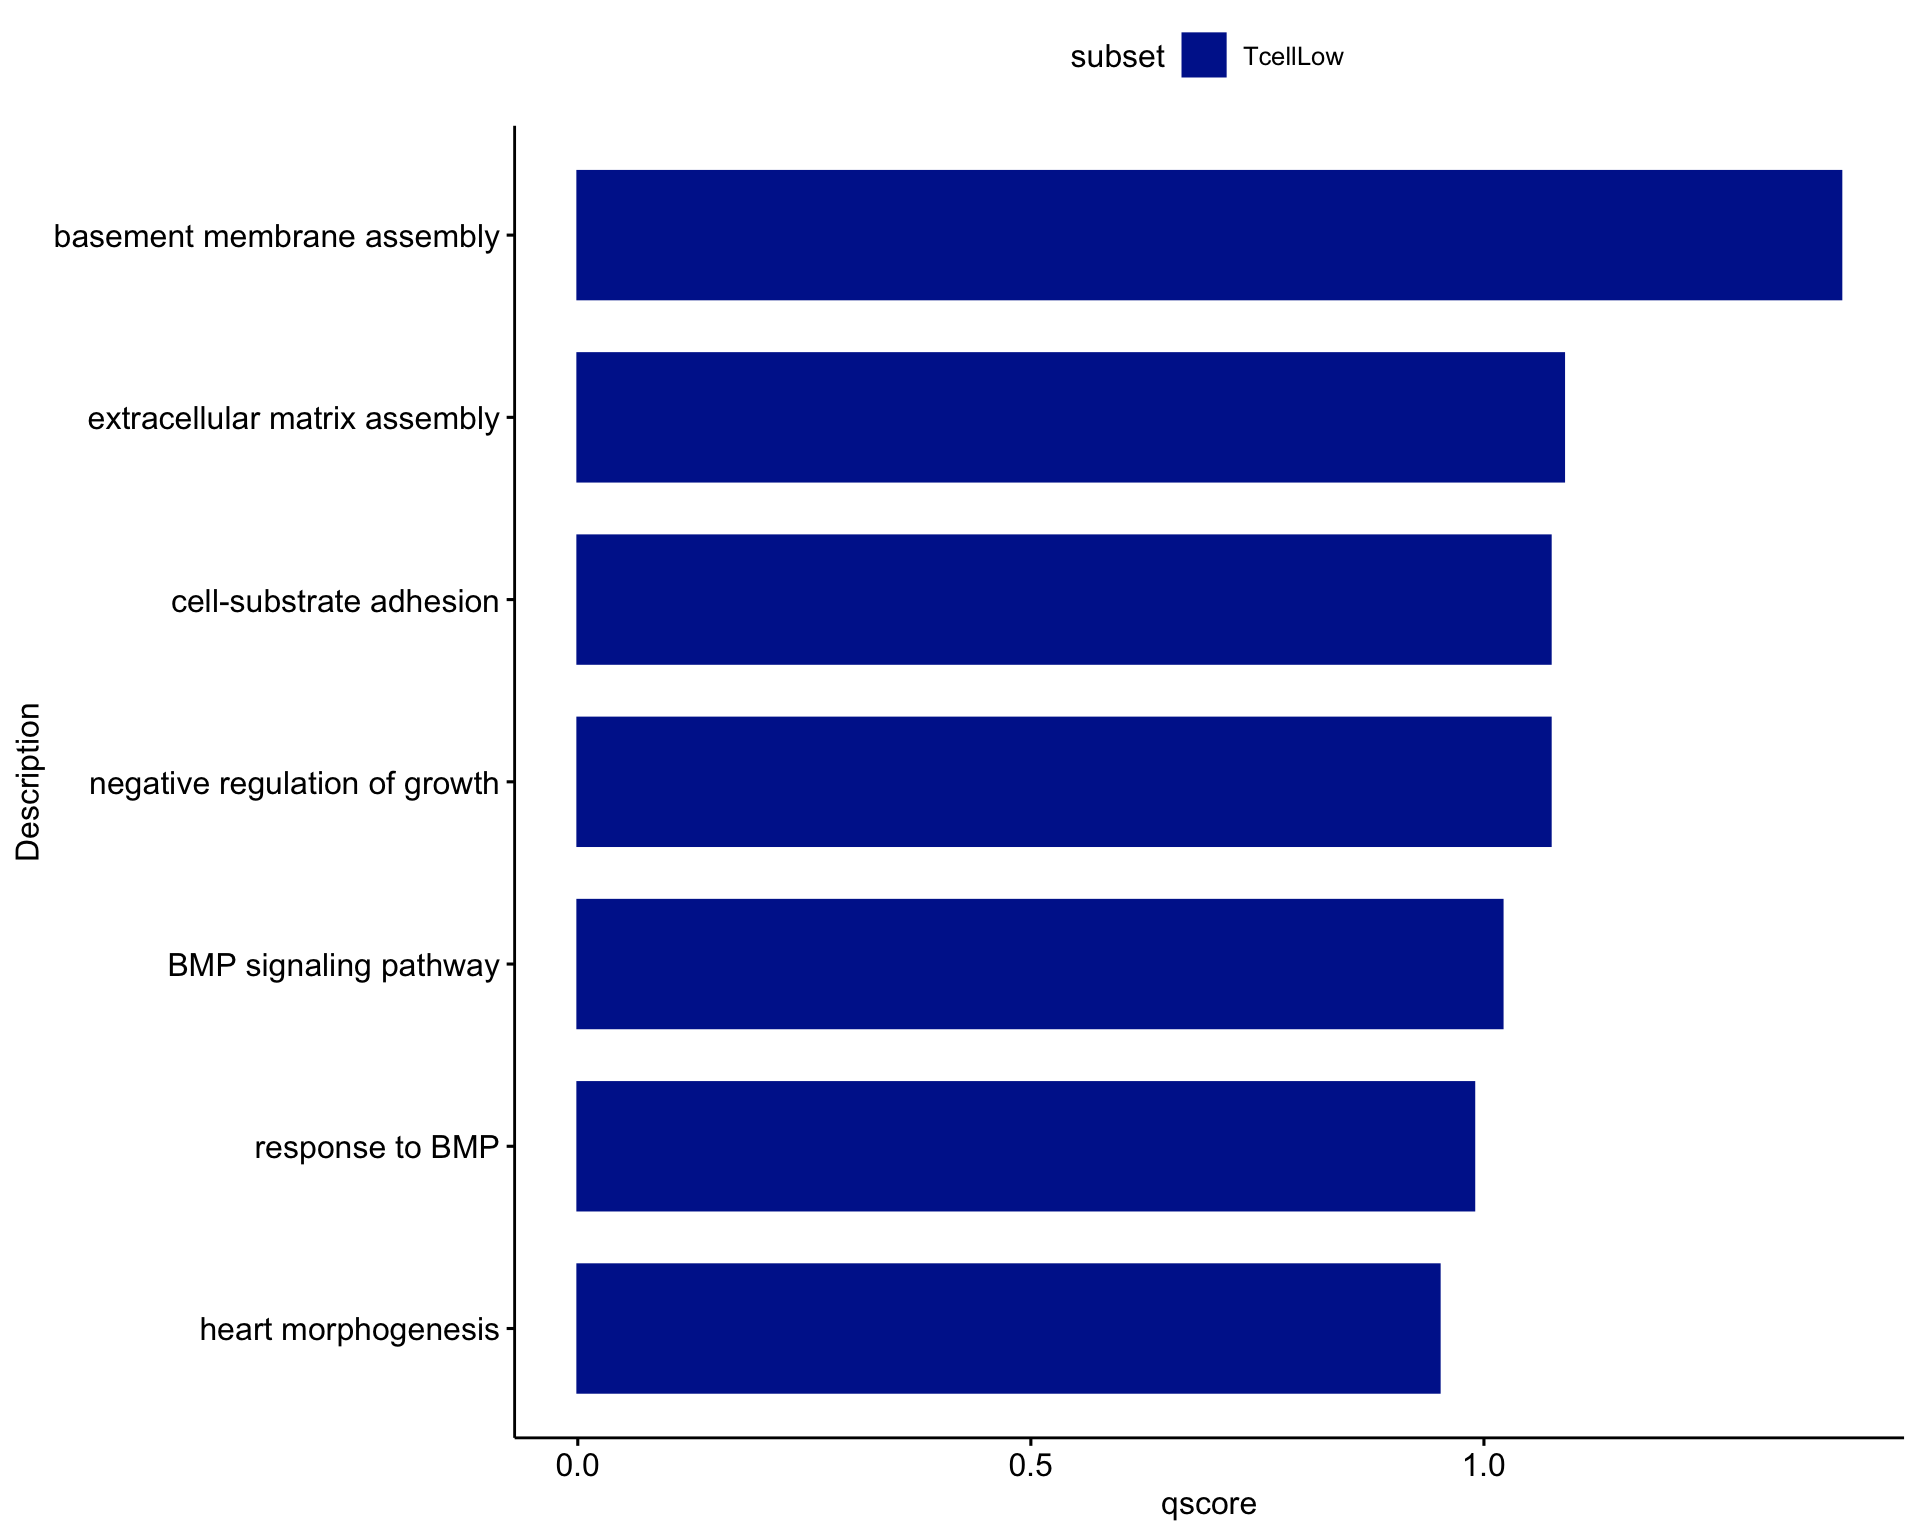 subset TcellLow
basement membrane assembly
extracellular matrix assembly
cell-substrate adhesion
negative regulation of growth
BMP signaling pathway
response to BMP
heart morphogenesis
Description
0.0 0.5 1.0
qscore